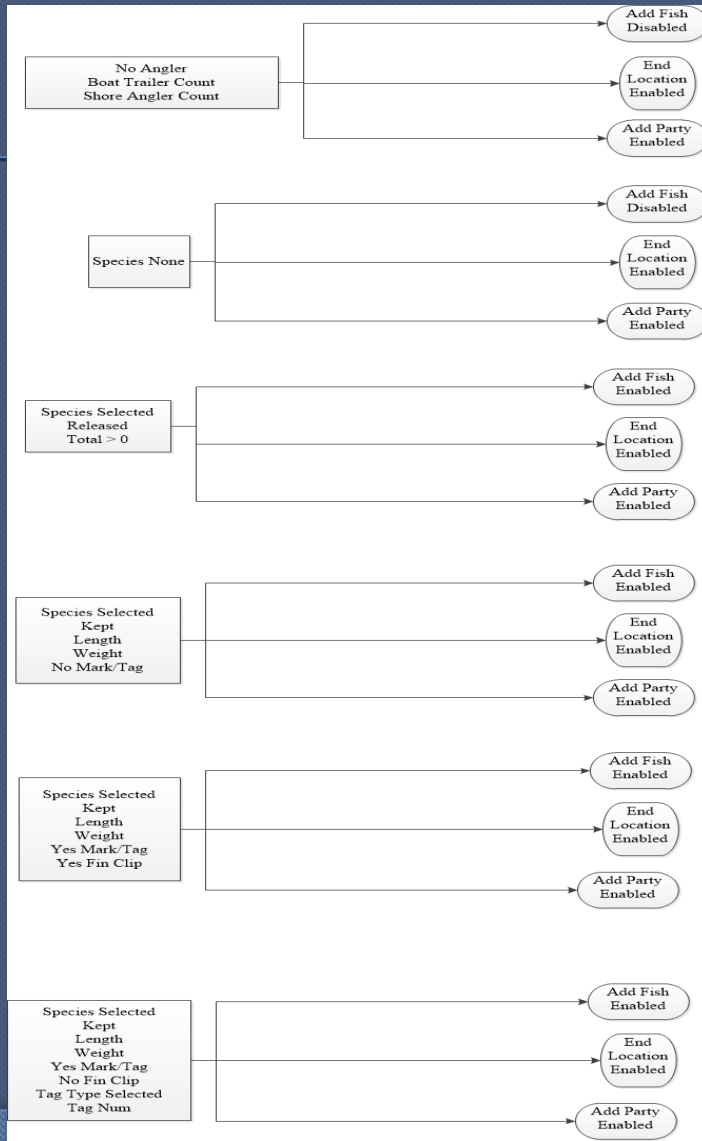 Add Fish
Disabled
No Angler
Boat Trailer Count
Shore Angler Count
End
Location
Enabled
Add Party
Enabled
Add Fish
Disabled
Species None
End
Location
Enabled
Add Party
Enabled
Add Fish
Enabled
Species Selected
Released
Total > 0
End
Location
Enabled
Add Party
Enabled
Add Fish
Enabled
Species Selected
Kept
Length
Weight
No Mark/Tag
End
Location
Enabled
Add Party
Enabled
Add Fish
Enabled
Species Selected
Kept
Length
Weight
Yes Mark/Tag
Yes Fin Clip
End
Location
Enabled
Add Party
Enabled
Add Fish
Enabled
Species Selected
Kept
Length
Weight
Yes Mark/Tag
No Fin Clip
Tag Type Selected
Tag Num
End
Location
Enabled
Add Party
Enabled